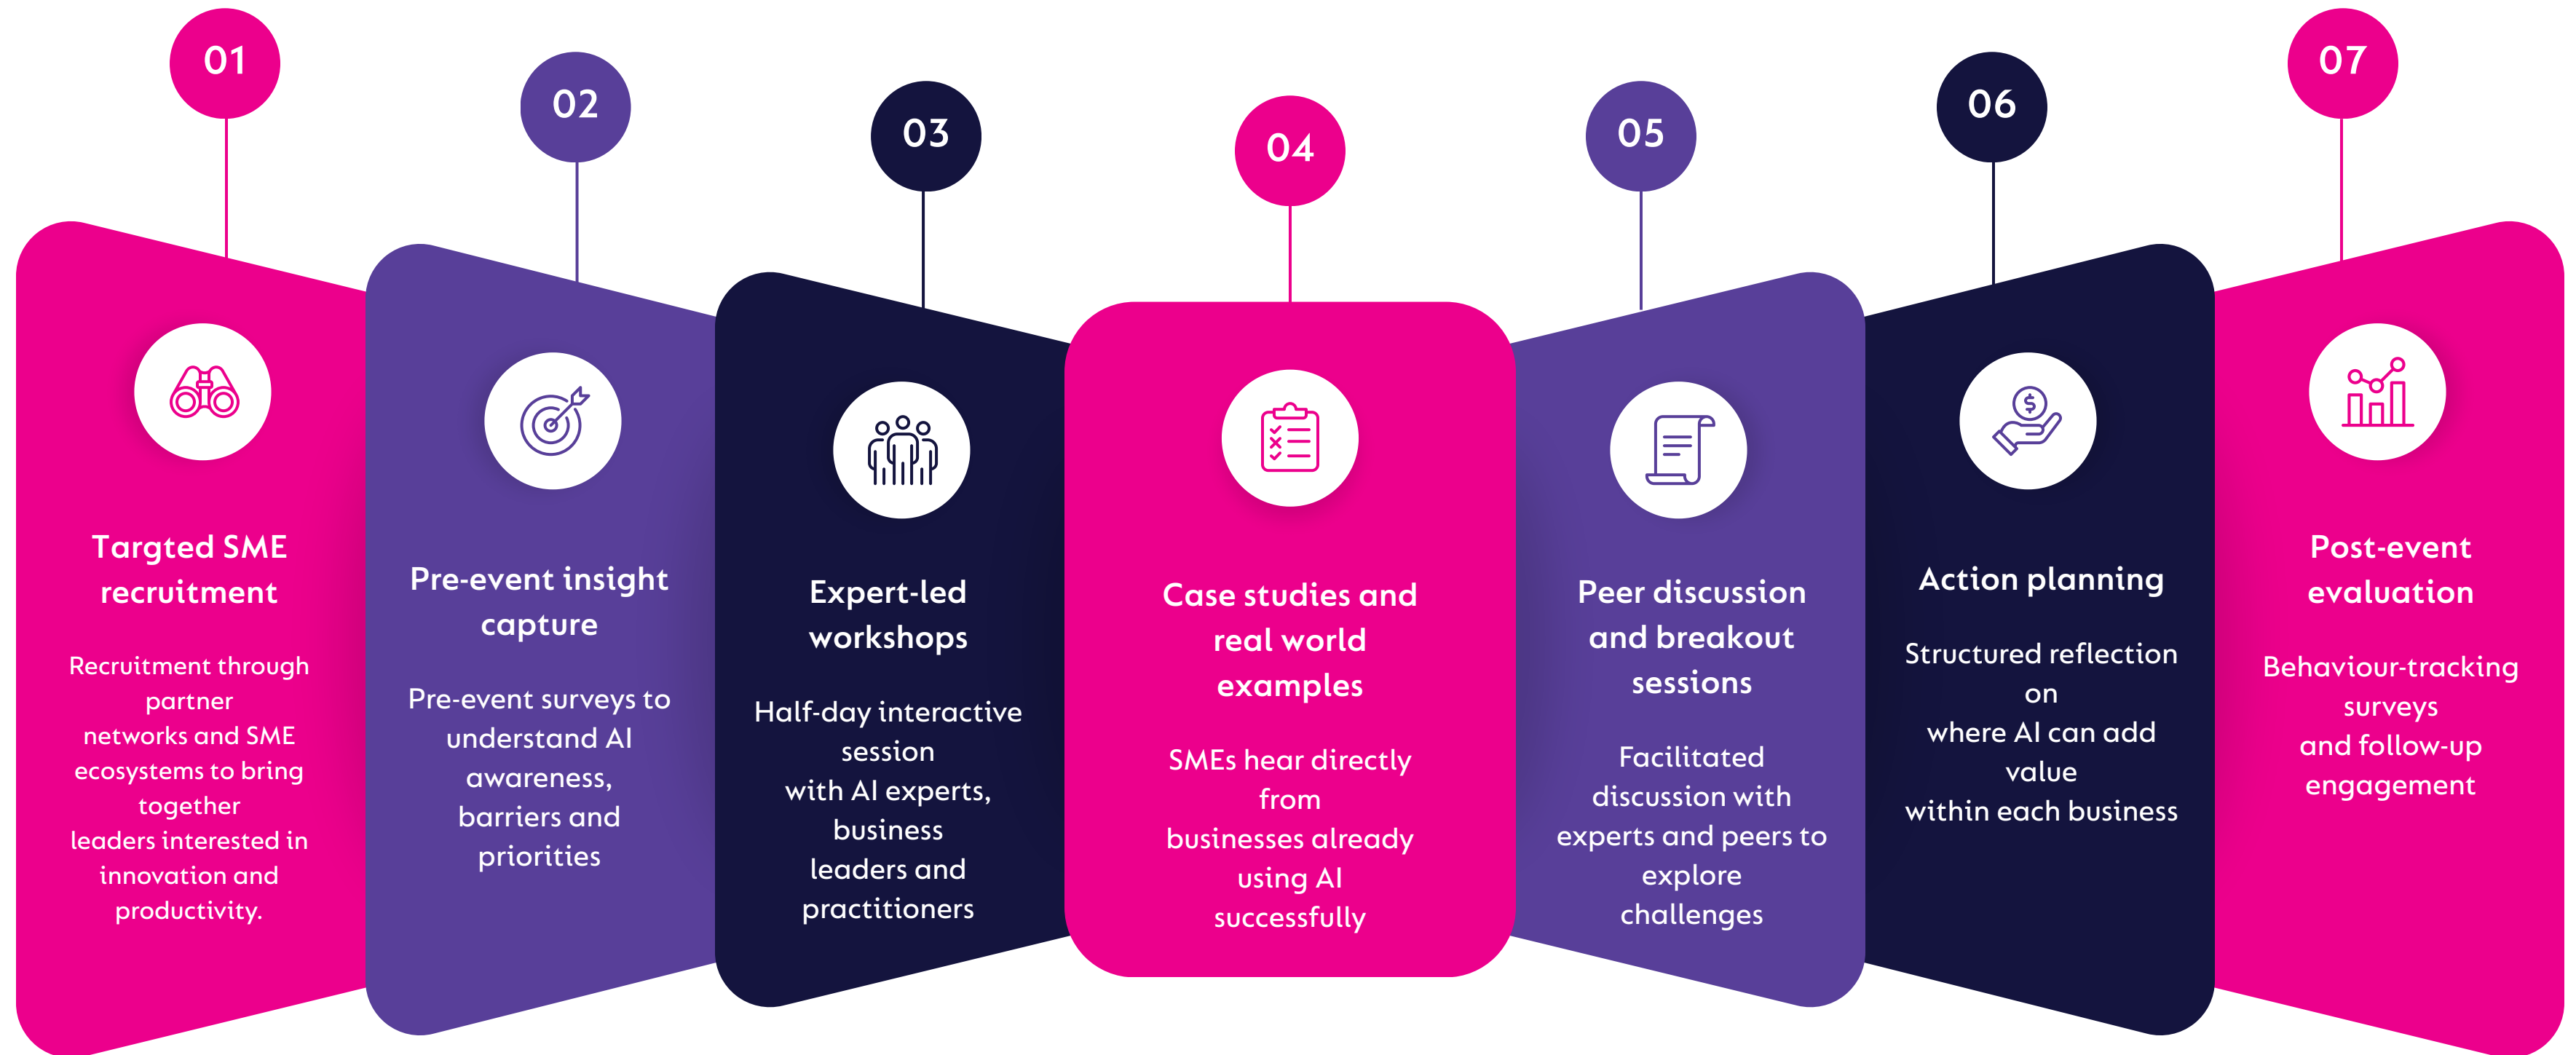 01
Targted SME
recruitment
Recruitment through
partner
networks and SME
ecosystems to bring
together
leaders interested in
innovation and
productivity.
02
Pre-event insight
capture
Pre-event surveys to
understand AI
awareness,
barriers and
priorities
03
Expert-led
workshops
Half-day interactive
session
with AI experts,
business
leaders and
practitioners
04
Case studies and
real world
examples
SMEs hear directly
from
businesses already
using AI
successfully
05
Peer discussion
and breakout
sessions
Facilitated
discussion with
experts and peers to
explore
challenges
06
$
Action planning
Structured reflection
on
where AI can add
value
within each business
07
Post-event
evaluation
Behaviour-tracking
surveys
and follow-up
engagement